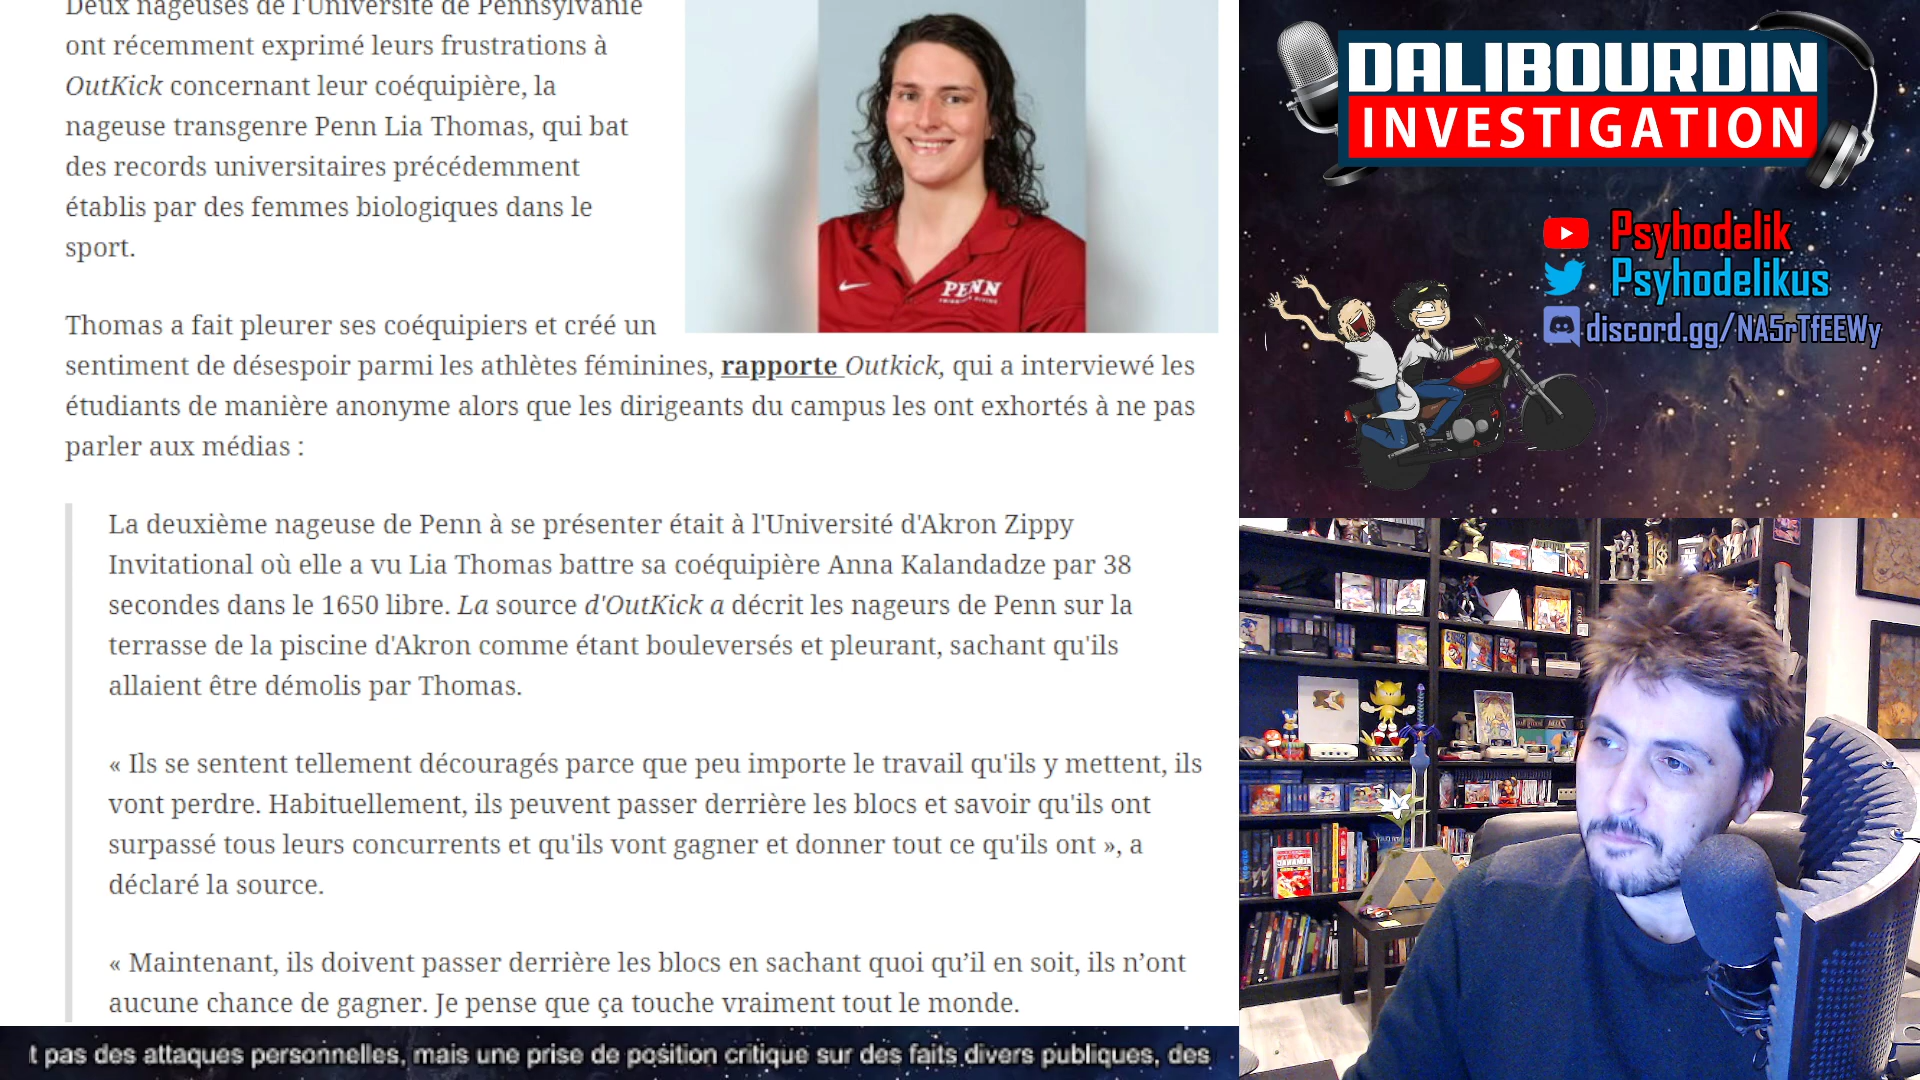 Deux nageuses de l'Université de Pennsylvanie
ont récemment exprimé leurs frustrations à
OutKick concernant leur coéquipière, la
nageuse transgenre Penn Lia Thomas, qui bat
des records universitaires précédemment
établis par des femmes biologiques dans le
sport.
PENN
Thomas a fait pleurer ses coéquipiers et créé un
sentiment de désespoir parmi les athlètes féminines, rapporte Outkick, qui a interviewé les
étudiants de manière anonyme alors que les dirigeants du campus les ont exhortés à ne pas
parler aux médias :
La deuxième nageuse de Penn à se présenter était à l'Université d'Akron Zippy
Invitational où elle a vu Lia Thomas battre sa coéquipière Anna Kalandadze par 38
secondes dans le 1650 libre. La source d'OutKick a décrit les nageurs de Penn sur la
terrasse de la piscine d'Akron comme étant bouleversés et pleurant, sachant qu'ils
allaient être démolis par Thomas.
« Ils se sentent tellement découragés parce que peu importe le travail qu'ils y mettent, ils
vont perdre. Habituellement, ils peuvent passer derrière les blocs et savoir qu'ils ont
surpassé tous leurs concurrents et qu'ils vont gagner et donner tout ce qu'ils ont », a
déclaré la source.
« Maintenant, ils doivent passer derrière les blocs en sachant quoi qu’il en soit, ils n’ont
aucune chance de gagner. Je pense que ça touche vraiment tout le monde.
t pas des attaques personnelles, mais une prise de position critique sur des faits divers publiques, des
DALIBOURDIN
INVESTIGATION
Psyhodelik
Psyhodelikus
discord.gg/NA5rTfEEWy